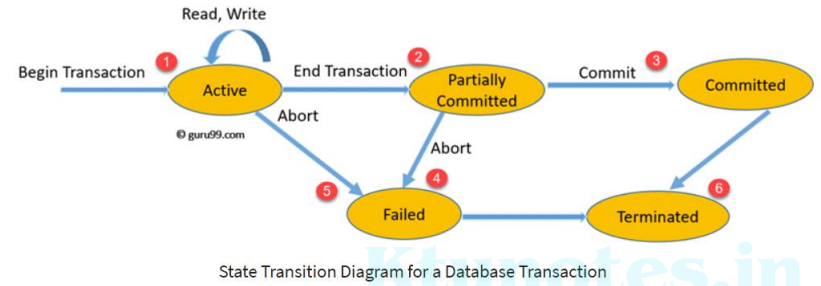 Read, Write
1
2
3
Begin Transaction
End Transaction
Commit
Active
Partially
Committed
Committed
Abort
© guru99.com
Abort
5
4
6
Failed
Terminated
Ktunotes.in
State Transition Diagram for a Database Transaction